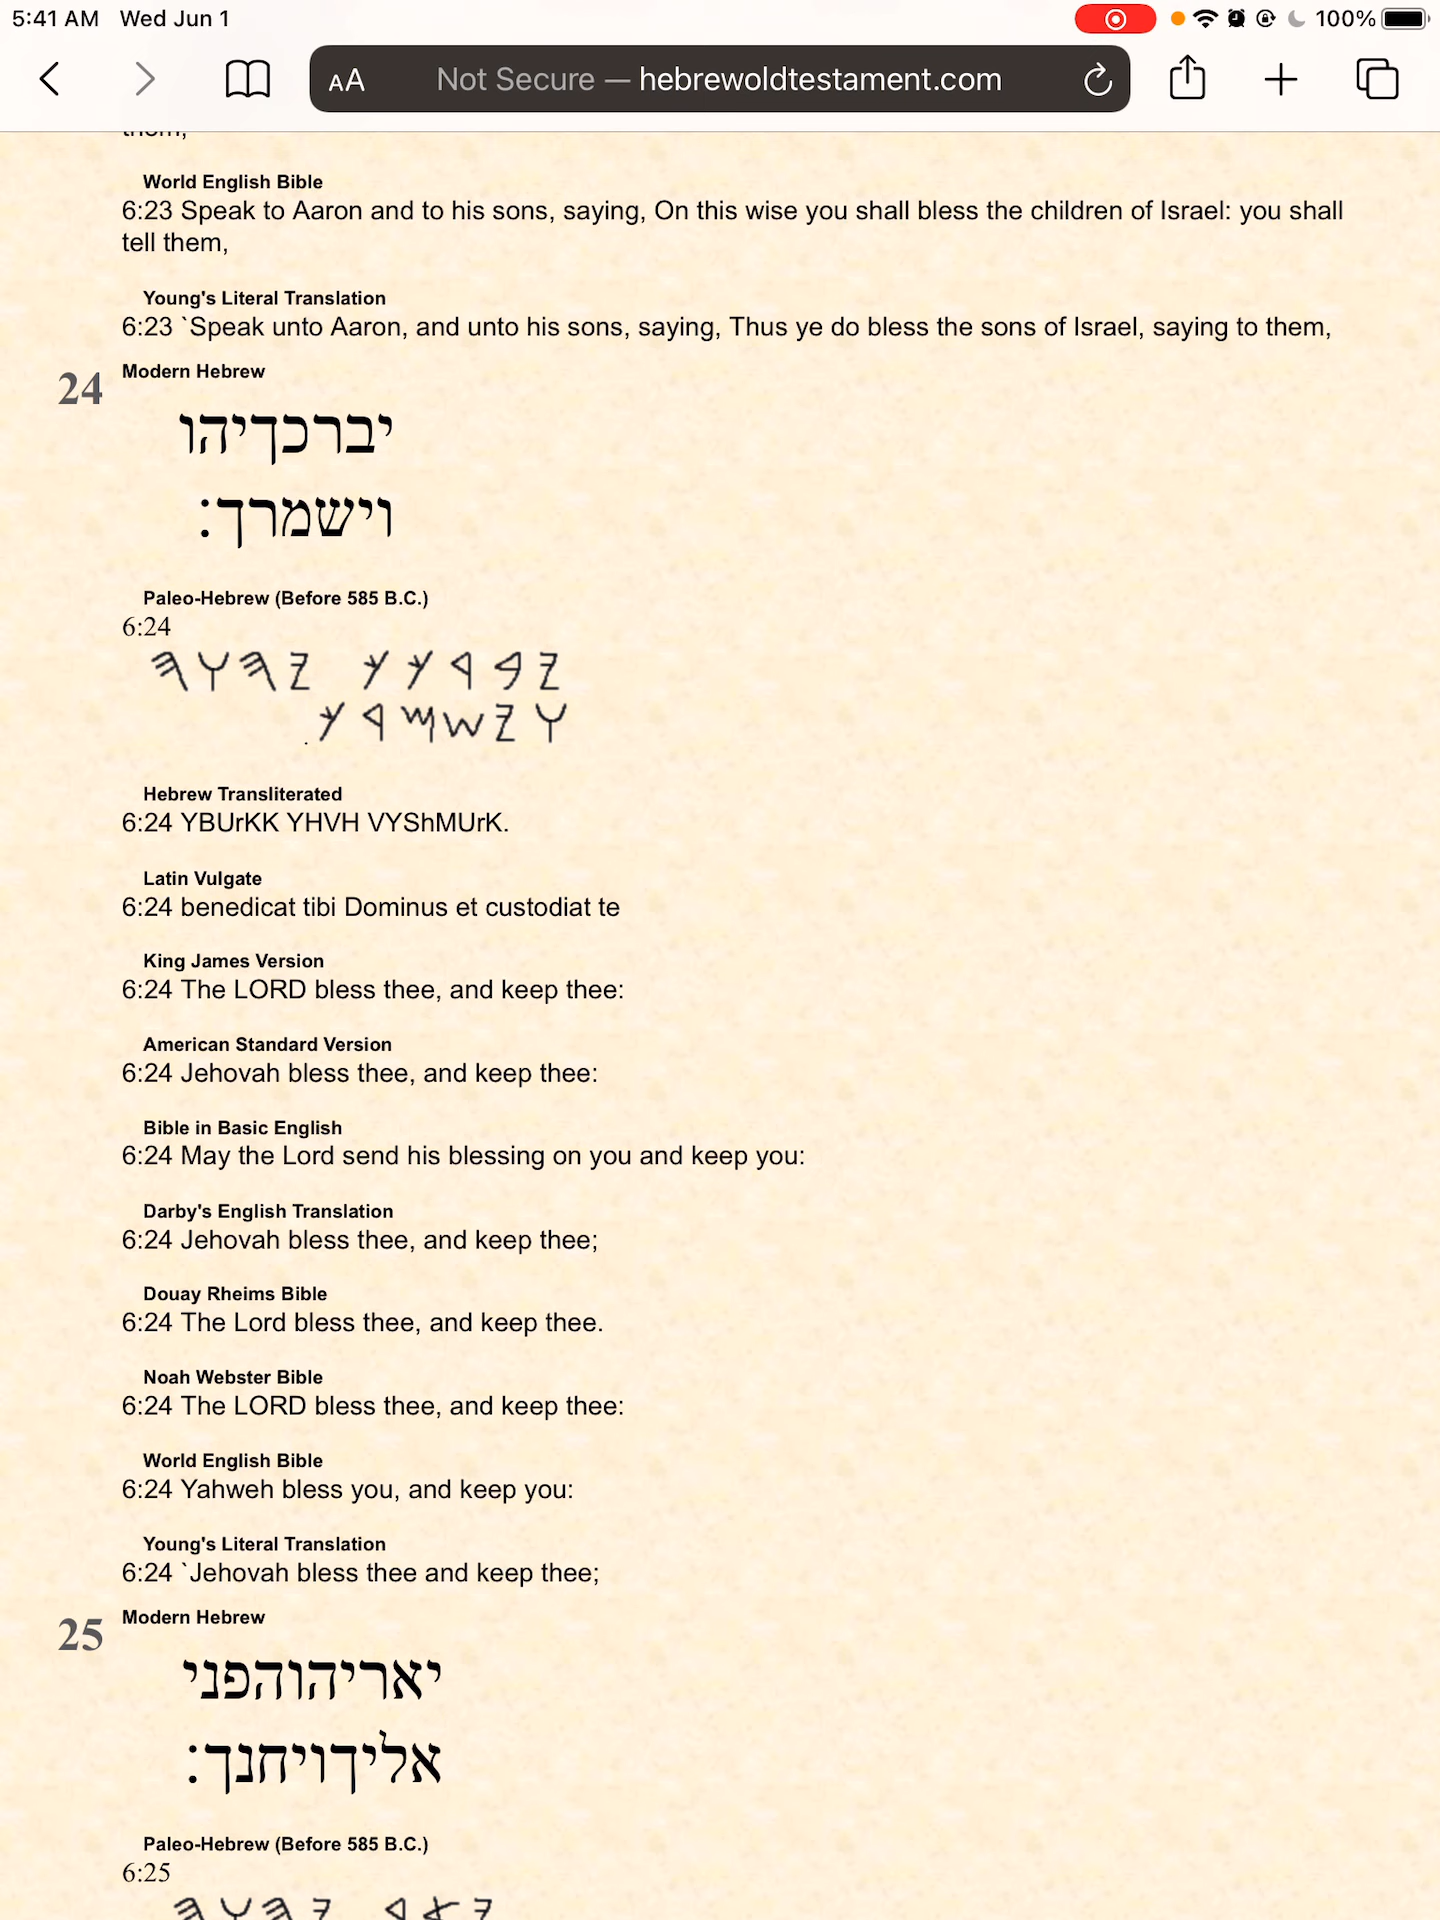 5:41 AM Wed Jun 1
100%
AA Not Secure — hebrewoldtestament.com
them,
World English Bible
6:23 Speak to Aaron and to his sons, saying, On this wise you shall bless the children of Israel: you shall
tell them,
Young's Literal Translation
6:23 `Speak unto Aaron, and unto his sons, saying, Thus ye do bless the sons of Israel, saying to them,
24
Modern Hebrew
יברכךיהו
וישמרך׃
Paleo-Hebrew (Before 585 B.C.)
6:24
𐤉𐤁𐤓𐤊𐤊 𐤉𐤄𐤅𐤄
𐤅𐤉𐤔𐤌𐤓𐤊.
Hebrew Transliterated
6:24 YBUrKK YHVH VYShMUrK.
Latin Vulgate
6:24 benedicat tibi Dominus et custodiat te
King James Version
6:24 The LORD bless thee, and keep thee:
American Standard Version
6:24 Jehovah bless thee, and keep thee:
Bible in Basic English
6:24 May the Lord send his blessing on you and keep you:
Darby's English Translation
6:24 Jehovah bless thee, and keep thee;
Douay Rheims Bible
6:24 The Lord bless thee, and keep thee.
Noah Webster Bible
6:24 The LORD bless thee, and keep thee:
World English Bible
6:24 Yahweh bless you, and keep you:
Young's Literal Translation
6:24 `Jehovah bless thee and keep thee;
25
Modern Hebrew
יאריהוהפני
אליךויחנך׃
Paleo-Hebrew (Before 585 B.C.)
6:25
𐤉𐤀𐤓 𐤉𐤄𐤅𐤄